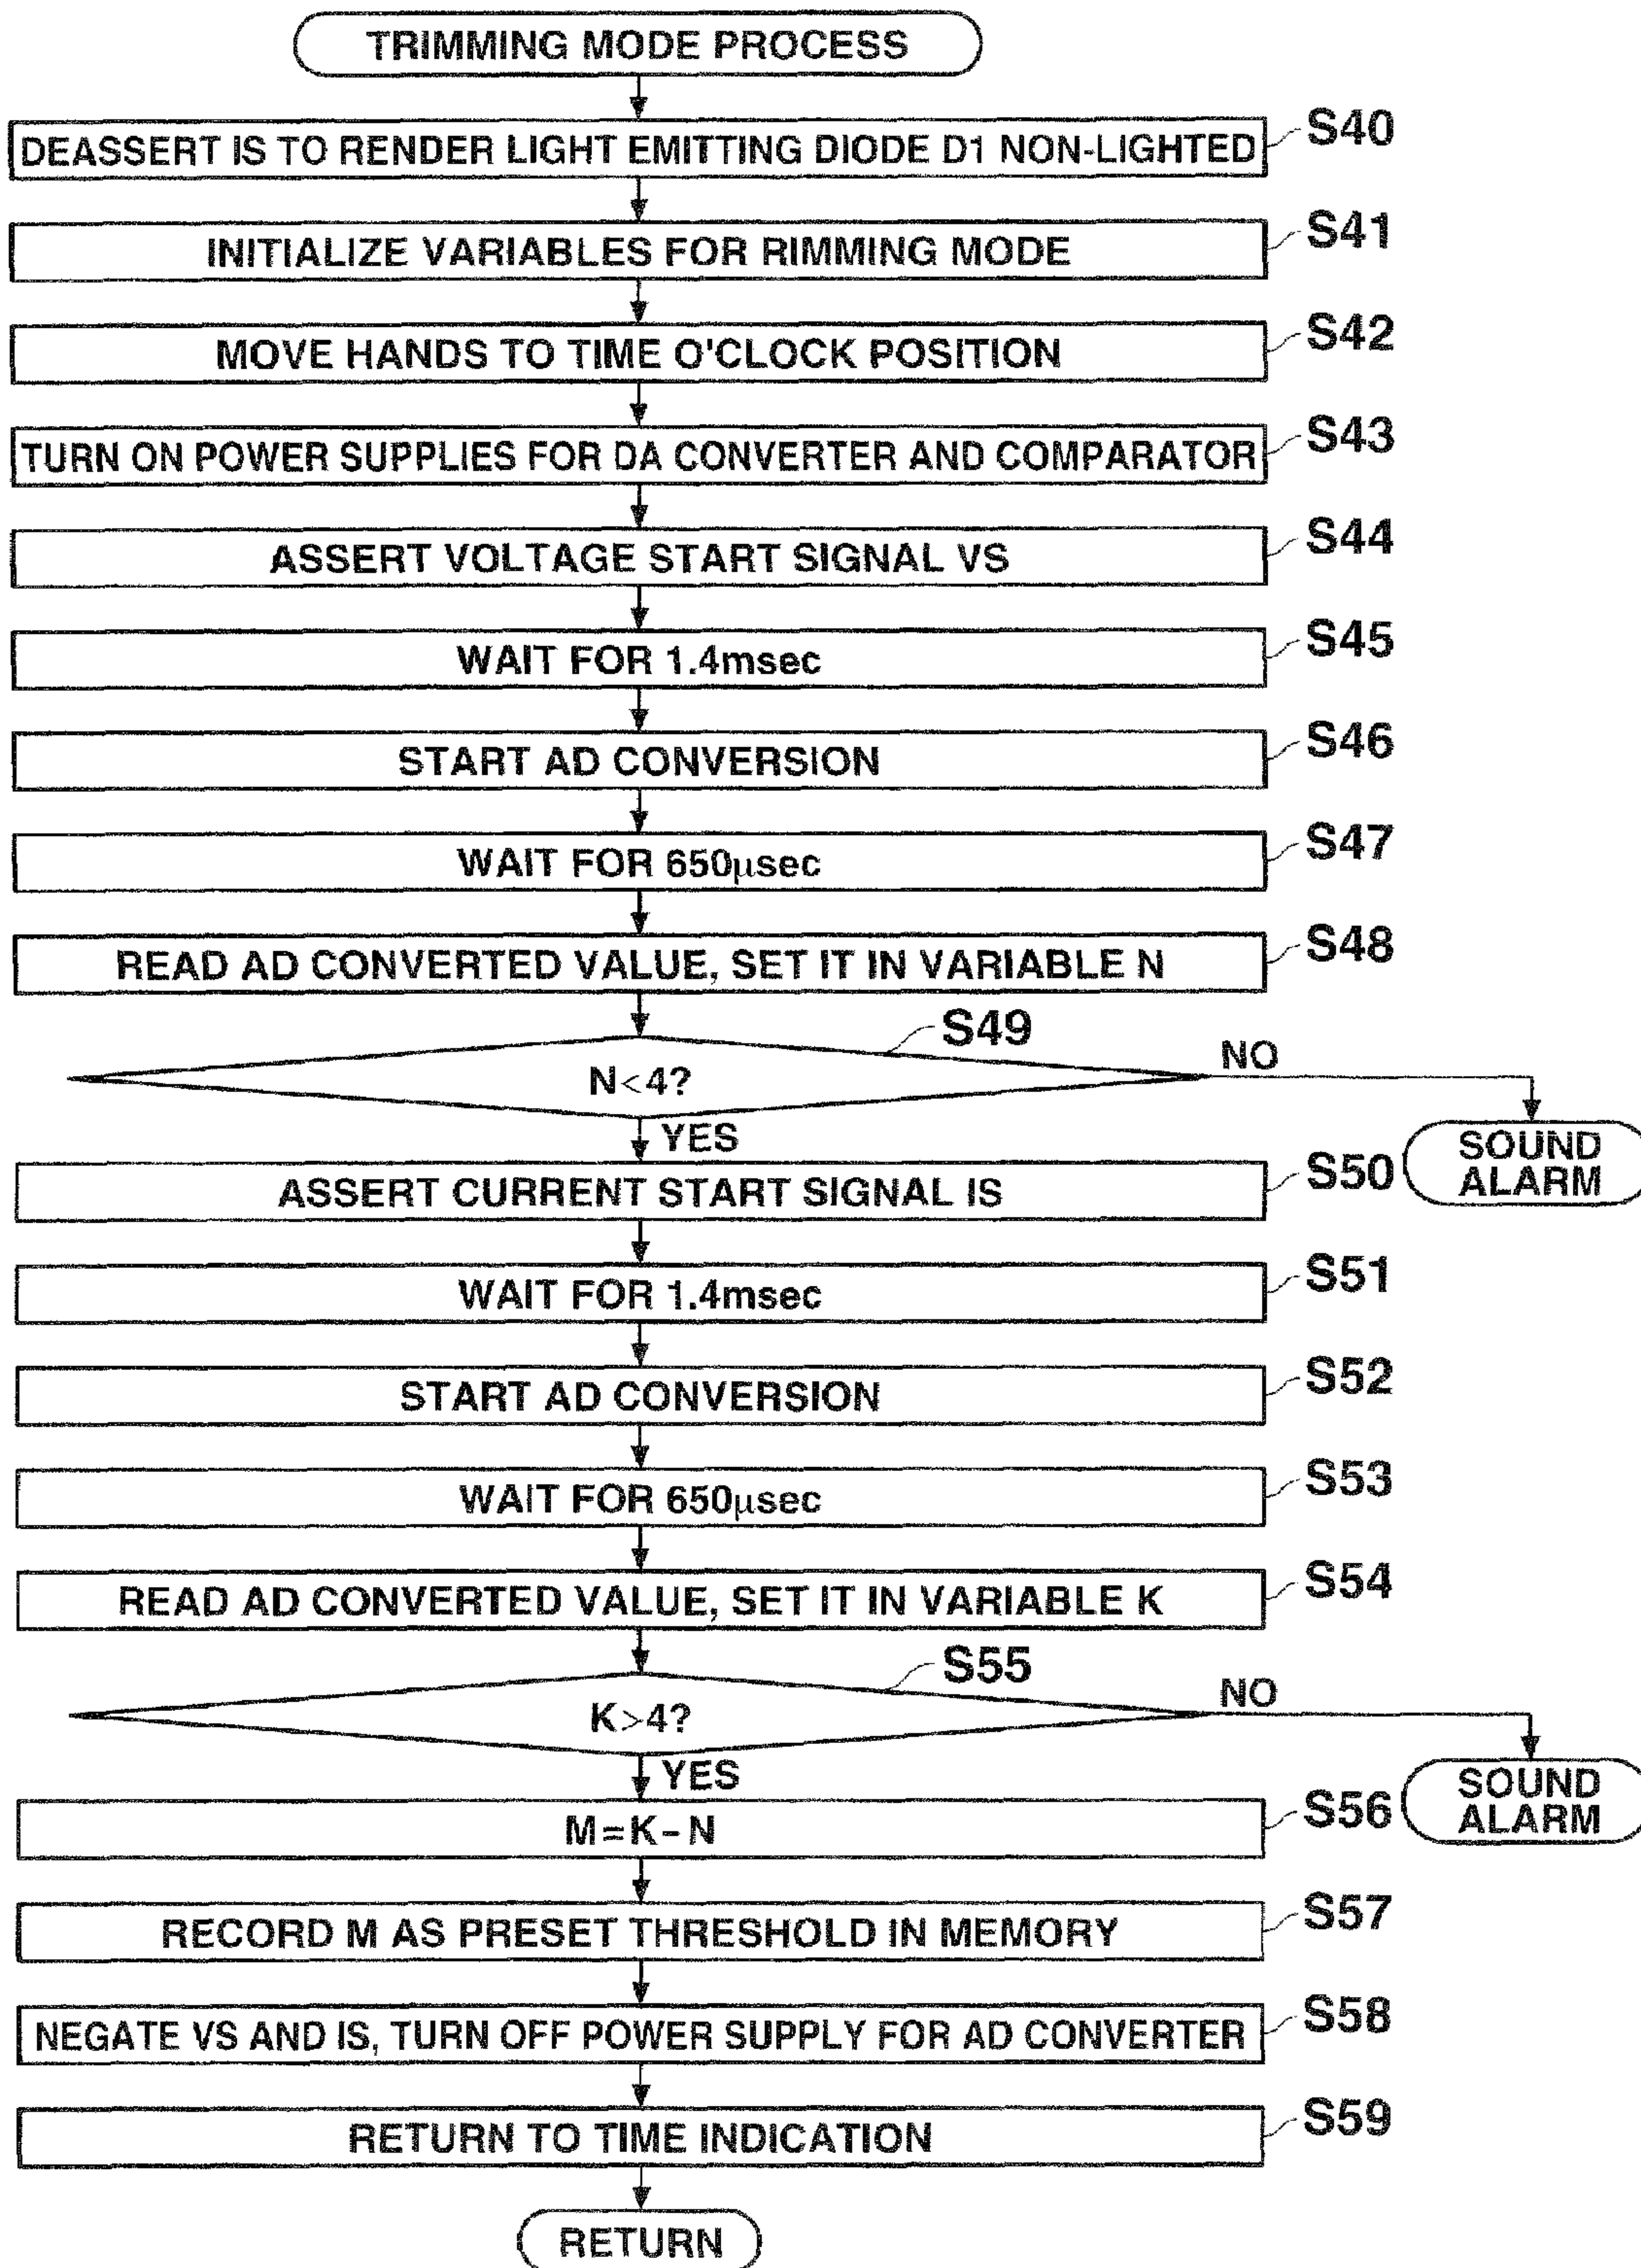 TRIMMING MODE PROCESS
DEASSERT IS TO RENDER LIGHT EMITTING DIODE D1 NON-LIGHTED
S40
INITIALIZE VARIABLES FOR RIMMING MODE
S41
MOVE HANDS TO TIME O'CLOCK POSITION
S42
TURN ON POWER SUPPLIES FOR DA CONVERTER AND COMPARATOR
S43
ASSERT VOLTAGE START SIGNAL VS
S44
WAIT FOR 1.4msec
S45
START AD CONVERSION
S46
WAIT FOR 650μsec
S47
READ AD CONVERTED VALUE, SET IT IN VARIABLE N
S48
S49
N<4?
NO
YES
SOUND
ALARM
ASSERT CURRENT START SIGNAL IS
S50
WAIT FOR 1.4msec
S51
START AD CONVERSION
S52
WAIT FOR 650μsec
S53
READ AD CONVERTED VALUE, SET IT IN VARIABLE K
S54
S55
K>4?
NO
YES
SOUND
ALARM
M=K-N
S56
RECORD M AS PRESET THRESHOLD IN MEMORY
S57
NEGATE VS AND IS, TURN OFF POWER SUPPLY FOR AD CONVERTER
S58
RETURN TO TIME INDICATION
S59
RETURN